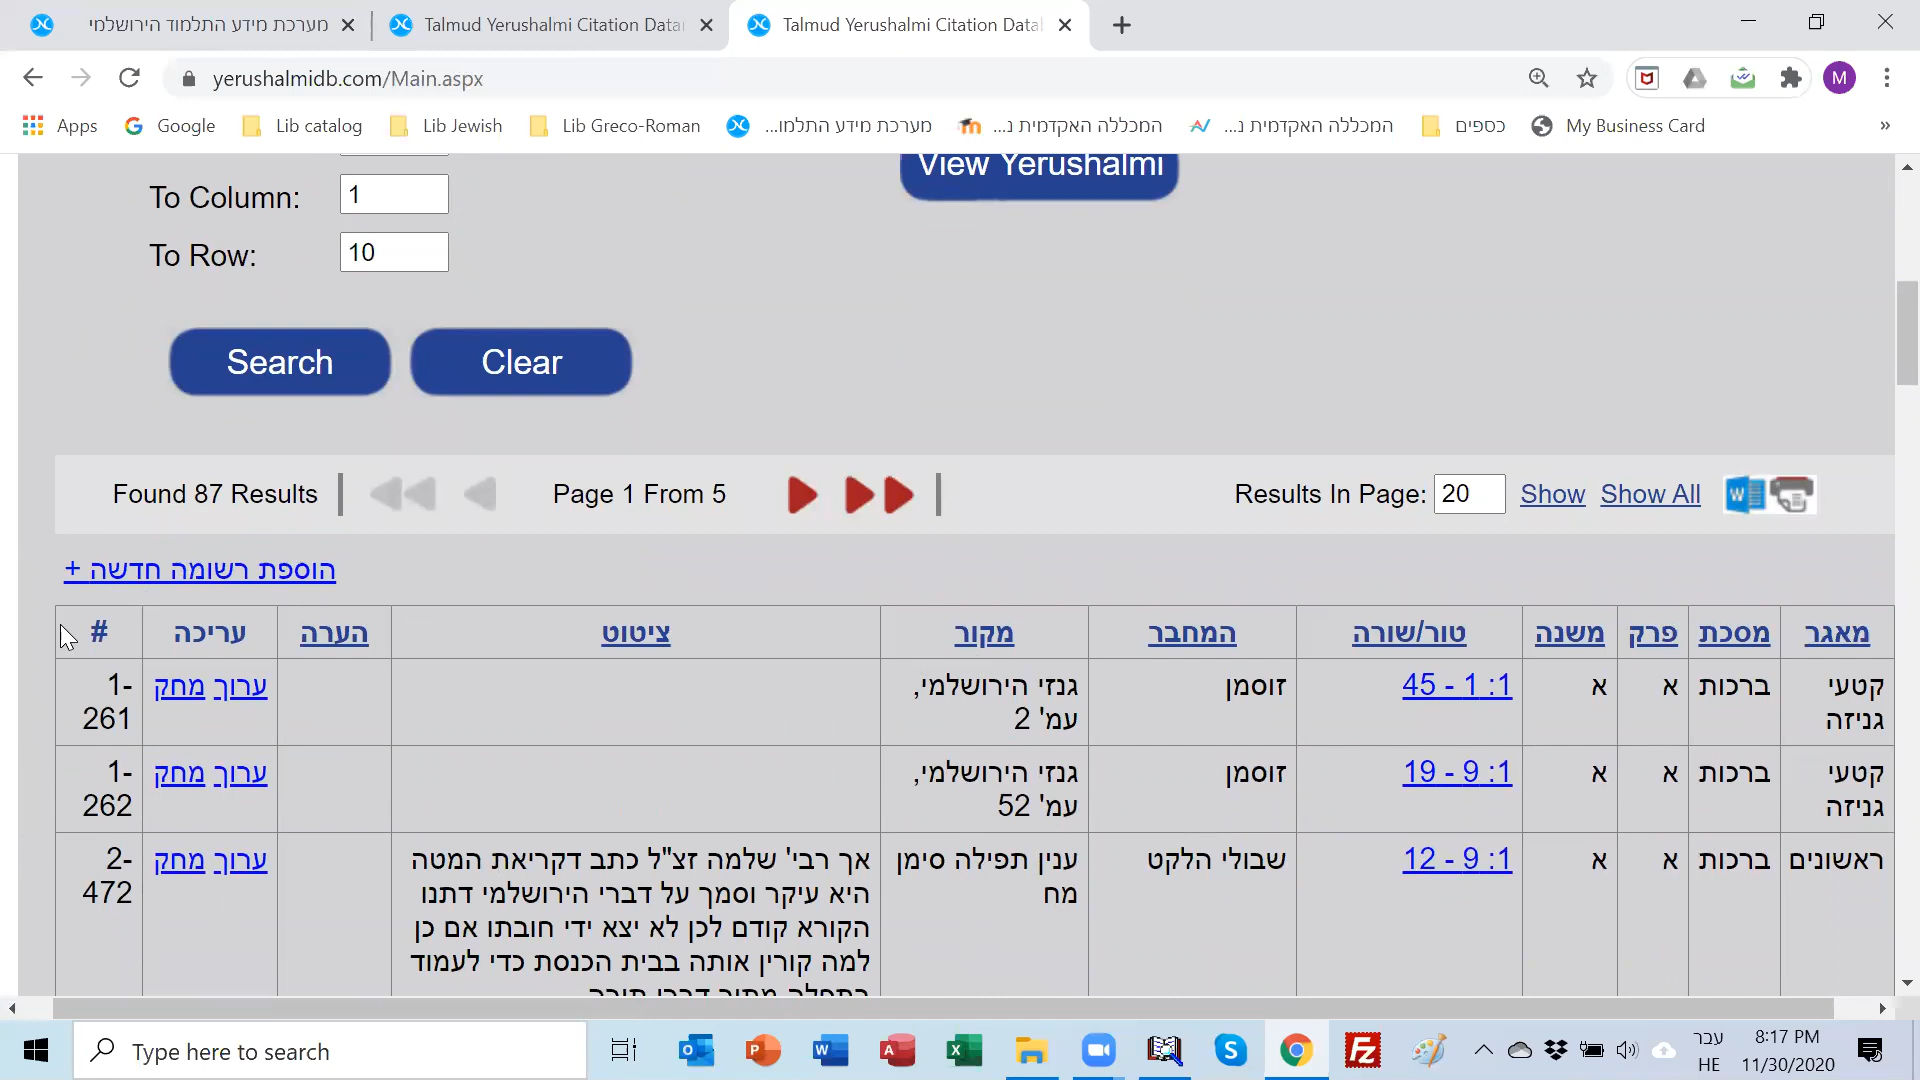 מערכת מידע התלמוד הירושלמי
Talmud Yerushalmi Citation Data
Talmud Yerushalmi Citation Data
yerushalmidb.com/Main.aspx
M
Apps
Google
Lib catalog
Lib Jewish
Lib Greco-Roman
מערכת מידע התלמו...
המכללה האקדמית נ...
המכללה האקדמית נ...
כספים
My Business Card
»
View Yerushalmi
To Column: 1
To Row: 10
Search
Clear
Found 87 Results
Page 1 From 5
Results In Page: 20 Show Show All
הוספת רשומה חדשה +
מאגר מסכת פרק משנה טור/שורה המחבר מקור ציטוט הערה עריכה #
קטעי גניזה ברכות א א 1: 1 - 45 זוסמן גנזי הירושלמי, עמ' 2 ערוך מחק 1-261
קטעי גניזה ברכות א א 1: 9 - 19 זוסמן גנזי הירושלמי, עמ' 52 ערוך מחק 1-262
ראשונים ברכות א א 1: 9 - 12 שבולי הלקט ענין תפילה סימן מח ערוך מחק 2-472
אך רבי' שלמה זצ"ל כתב דקריאת המטה
היא עיקר וסמך על דברי הירושלמי דתנו
הקורא קודם לכן לא יצא ידי חובתו אם כן
למה קורין אותה בבית הכנסת כדי לעמוד
Type here to search
עבר
HE
8:17 PM
11/30/2020